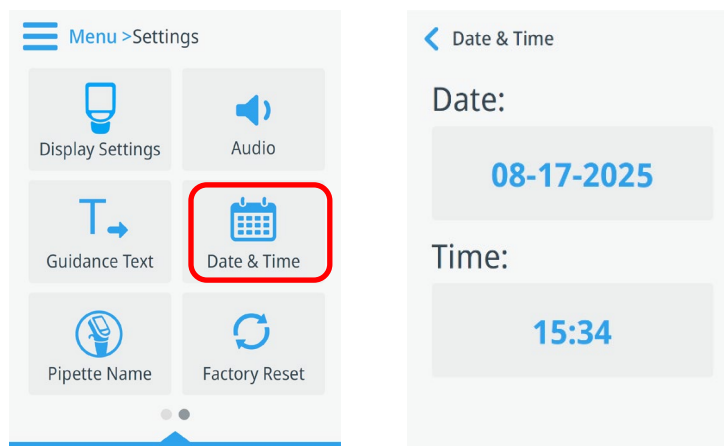 Menu >Settings
Display Settings
Audio
Guidance Text
Date & Time
Pipette Name
Factory Reset
Date & Time
Date:
08-17-2025
Time:
15:34